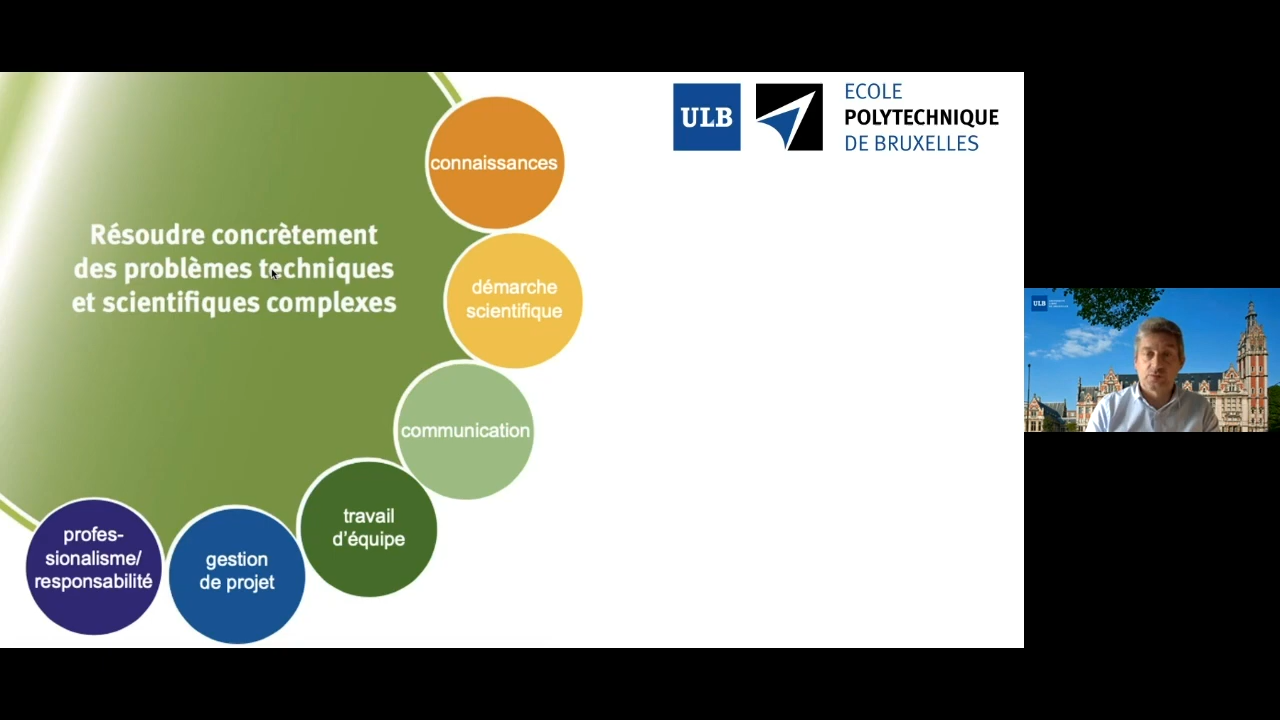 ULB
ECOLE
POLYTECHNIQUE
DE BRUXELLES
Résoudre concrètement
des problèmes techniques
et scientifiques complexes
connaissances
démarche
scientifique
communication
travail
d'équipe
gestion
de projet
profes-
sionalisme/
responsabilité
ULB